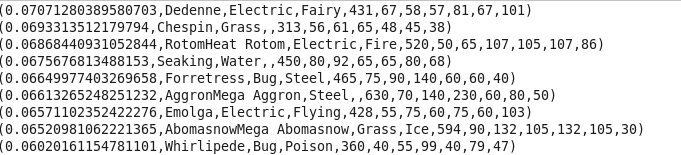 (0.07071280389580703,Dedenne,Electric,Fairy,431,67,58,57,81,67,101)
(0.0693313512179794,Chespin,Grass,,313,56,61,65,48,45,38)
(0.06868440931052844,RotomHeat Rotom,Electric,Fire,520,50,65,107,105,107,86)
(0.0675676813483153,Seaking,Water,,450,80,92,65,65,80,68)
(0.06649977403269658,Forretress,Bug,Steel,465,75,90,140,60,60,40)
(0.06613265248251232,AggronMega Aggron,Steel,,630,70,140,230,60,80,50)
(0.06571102352422276,Emolga,Electric,Flying,428,55,75,60,75,60,103)
(0.06520981062221365,AbomasnowMega Abomasnow,Grass,Ice,594,90,132,105,132,105,30)
(0.06020161154781101,Whirlipede,Bug,Poison,360,40,55,99,40,79,47)